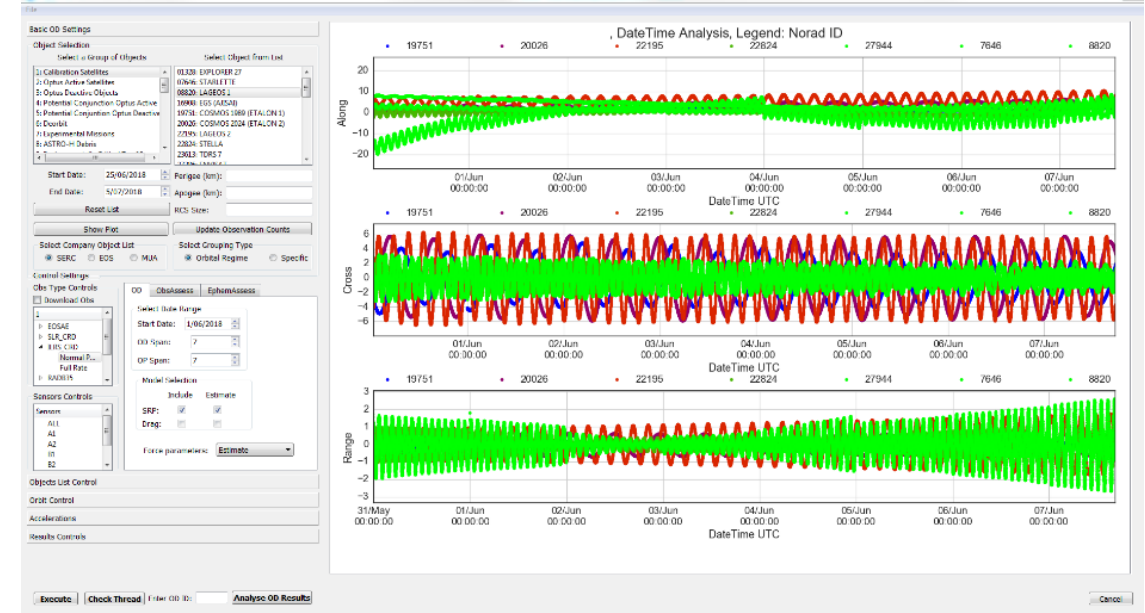 File
Basic OD Settings
Object Selection
Select a Group of Objects
Select Object from List
1: Calibration Satellites
2: Optus Active Satellites
3: Optus Deactive Objects
4: Potential Conjunction Optus Active
5: Potential Conjunction Optus Deactive
6: Deorbit
7: Experimental Missions
8: ASTRO-H Debris
01328: EXPLORER 27
07646: STARLETTE
08820: LAGEOS 1
16908: EGS (AJISAI)
19751: COSMOS 1989 (ETALON 1)
20026: COSMOS 2024 (ETALON 2)
22195: LAGEOS 2
22824: STELLA
23613: TDRS 7
Start Date: 25/06/2018
Perigee (km):
End Date: 5/07/2018
Apogee (km):
Reset List
RCS Size:
Show Plot
Update Observation Counts
Select Company Object List
Select Grouping Type
SERC EOS MUA
Orbital Regime Specific
Control Settings
Obs Type Controls
Download Obs
1
EOSAE
SLR_CRD
ILRS_CRD
Normal P...
Full Rate
RADB35
Sensors Controls
Sensors
ALL
A1
A2
B1
B2
OD ObsAssess EphemAssess
Select Date Range
Start Date: 1/06/2018
OD Span: 7
OP Span: 7
Model Selection
Include Estimate
SRP:
Drag:
Force parameters: Estimate
Objects List Control
Orbit Control
Accelerations
Results Controls
Execute Check Thread Enter OD ID: Analyse OD Results
, DateTime Analysis, Legend: Norad ID
19751 20026 22195 22824 27944 7646 8820
Along
20
10
0
−10
−20
01/Jun 02/Jun 03/Jun 04/Jun 05/Jun 06/Jun 07/Jun
00:00:00 00:00:00 00:00:00 00:00:00 00:00:00 00:00:00 00:00:00
DateTime UTC
19751 20026 22195 22824 27944 7646 8820
Cross
6
4
2
0
−2
−4
−6
01/Jun 02/Jun 03/Jun 04/Jun 05/Jun 06/Jun 07/Jun
00:00:00 00:00:00 00:00:00 00:00:00 00:00:00 00:00:00 00:00:00
DateTime UTC
19751 20026 22195 22824 27944 7646 8820
Range
3
2
1
0
−1
−2
−3
31/May 01/Jun 02/Jun 03/Jun 04/Jun 05/Jun 06/Jun 07/Jun
00:00:00 00:00:00 00:00:00 00:00:00 00:00:00 00:00:00 00:00:00 00:00:00
DateTime UTC
Cancel